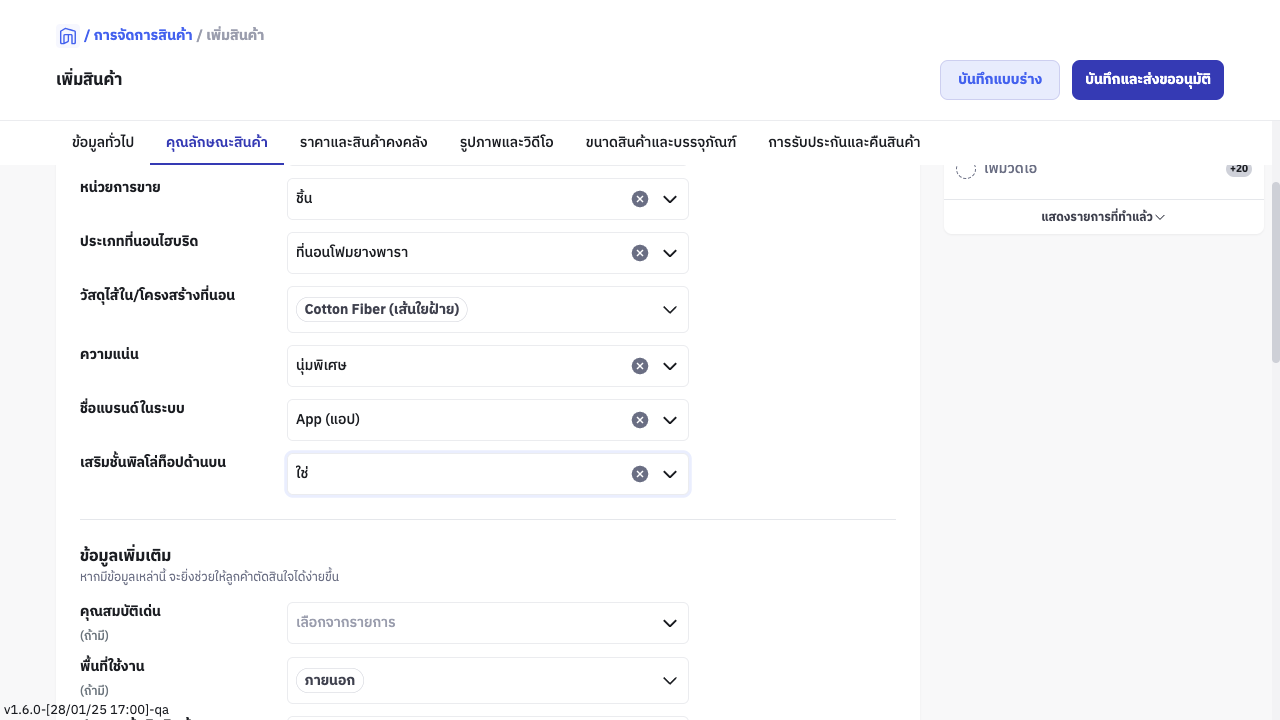 / การจัดการสินค้า / เพิ่มสินค้า
เพิ่มสินค้า
บันทึกแบบร่าง
บันทึกและส่งขออนุมัติ
ข้อมูลทั่วไป
คุณลักษณะสินค้า
ราคาและสินค้าคงคลัง
รูปภาพและวิดีโอ
ขนาดสินค้าและบรรจุภัณฑ์
การรับประกันและคืนสินค้า
เพิ่มวิดีโอ
+20
แสดงรายการที่ทำแล้ว
หน่วยการขาย
ชิ้น
ประเภทที่นอนไฮบริด
ที่นอนโฟมยางพารา
วัสดุไส้ใน/โครงสร้างที่นอน
Cotton Fiber (เส้นใยฝ้าย)
ความแน่น
นุ่มพิเศษ
ชื่อแบรนด์ในระบบ
App (แอป)
เสริมชั้นพิลโล่ท็อปด้านบน
ใช่
ข้อมูลเพิ่มเติม
หากมีข้อมูลเหล่านี้ จะยิ่งช่วยให้ลูกค้าตัดสินใจได้ง่ายขึ้น
คุณสมบัติเด่น
(ถ้ามี)
เลือกจากรายการ
พื้นที่ใช้งาน
(ถ้ามี)
ภายนอก
v1.6.0-[28/01/25 17:00]-qa